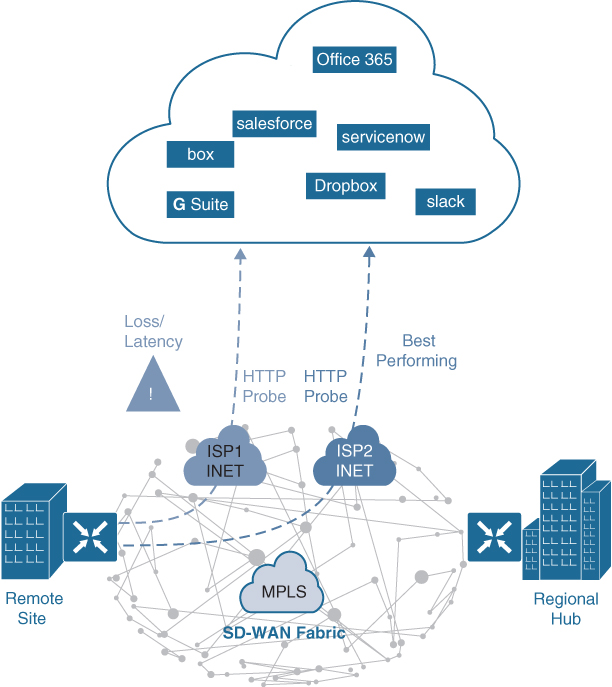 Office 365
salesforce
servicenow
box
Dropbox
G Suite
slack
Loss/
Latency
!
Best
Performing
HTTP
Probe
HTTP
Probe
ISP1
INET
ISP2
INET
MPLS
SD-WAN Fabric
Remote
Site
Regional
Hub